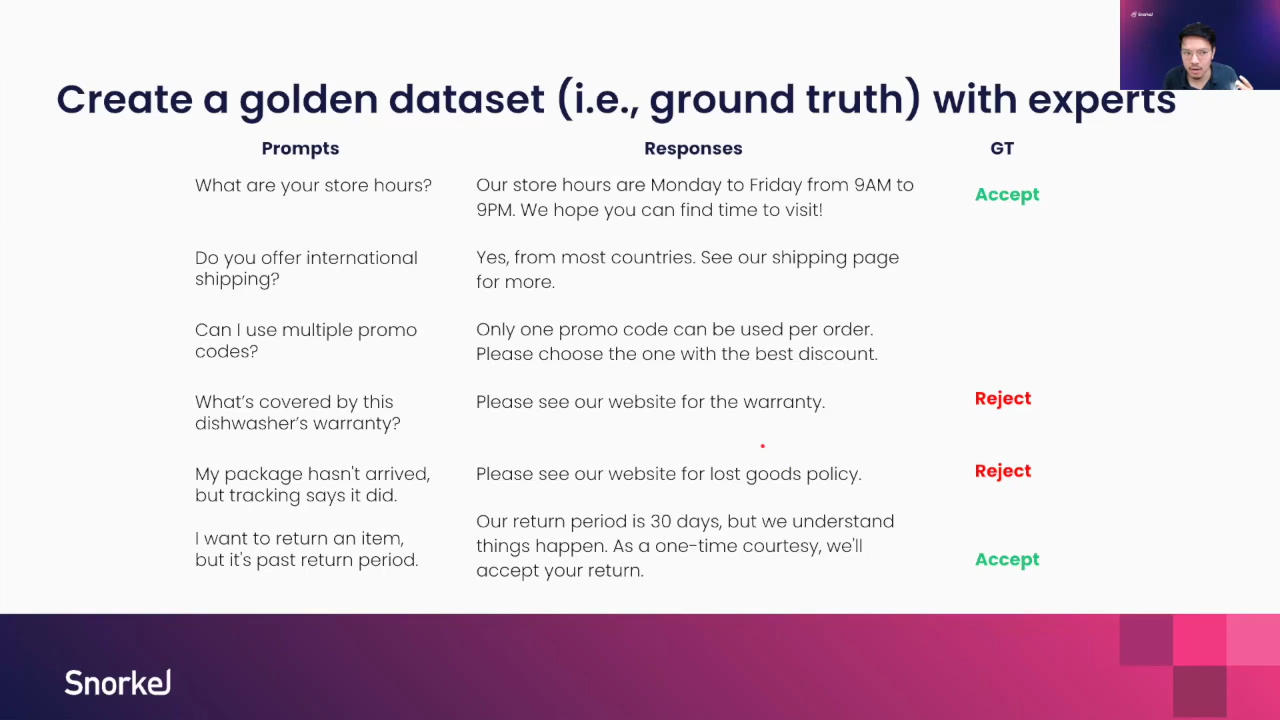 Snorkel
Create a golden dataset (i.e., ground truth) with experts
Prompts
Responses
GT
What are your store hours?
Our store hours are Monday to Friday from 9AM to
9PM. We hope you can find time to visit!
Accept
Do you offer international
shipping?
Yes, from most countries. See our shipping page
for more.
Can I use multiple promo
codes?
Only one promo code can be used per order.
Please choose the one with the best discount.
What’s covered by this
dishwasher’s warranty?
Please see our website for the warranty.
Reject
My package hasn't arrived,
but tracking says it did.
Please see our website for lost goods policy.
Reject
I want to return an item,
but it's past return period.
Our return period is 30 days, but we understand
things happen. As a one-time courtesy, we'll
accept your return.
Accept
Snorkel